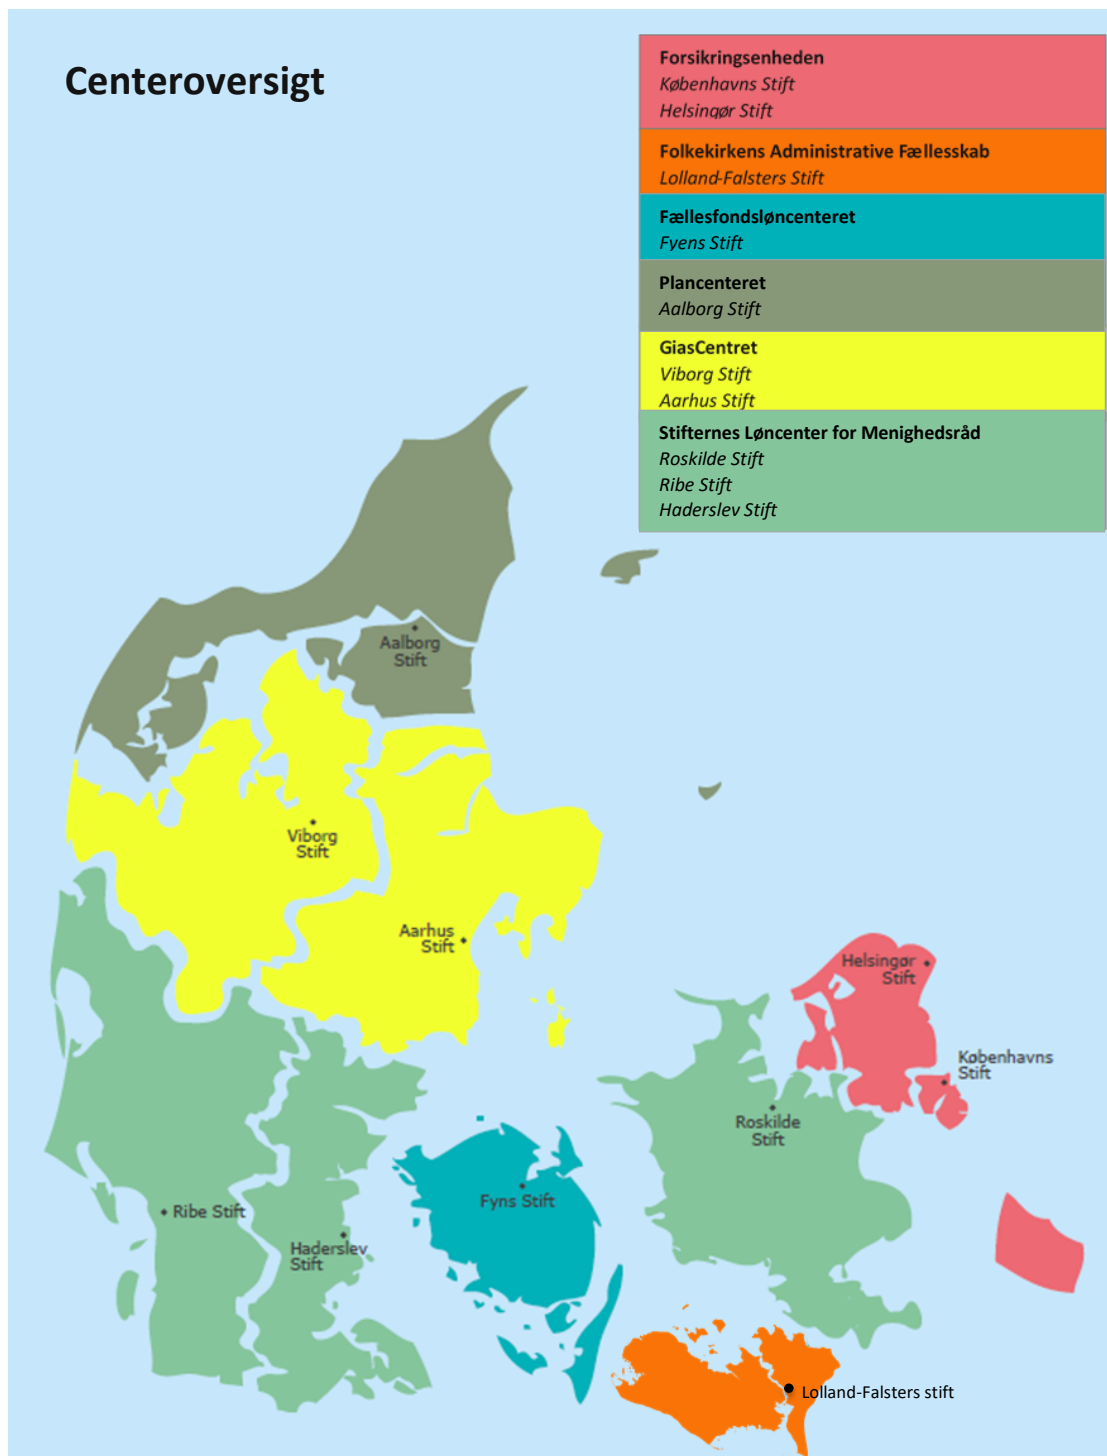 Centeroversigt
Forsikringsenheden
Københavns Stift
Helsingør Stift
Folkekirkens Administrative Fællesskab
Lolland-Falsters Stift
Fællesfondsløncenteret
Fyens Stift
Plancenteret
Aalborg Stift
GiasCentret
Viborg Stift
Aarhus Stift
Stifternes Løncenter for Menighedsråd
Roskilde Stift
Ribe Stift
Haderslev Stift
Aalborg
Stift
Viborg
Stift
Aarhus
Stift
Helsingør
Stift
Københavns
Stift
Roskilde
Stift
Fyns Stift
Ribe Stift
Haderslev
Stift
Lolland-Falsters stift